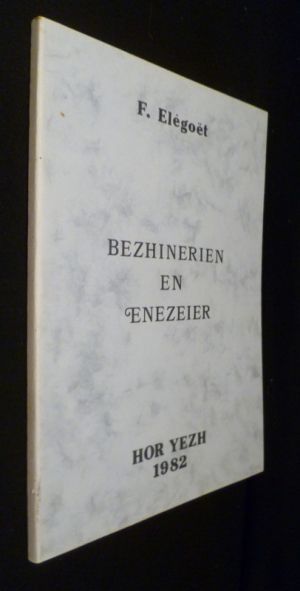 F. Elégoët
BEZHINERIEN
EN
ENEZEIER
HOR YEZH
1982